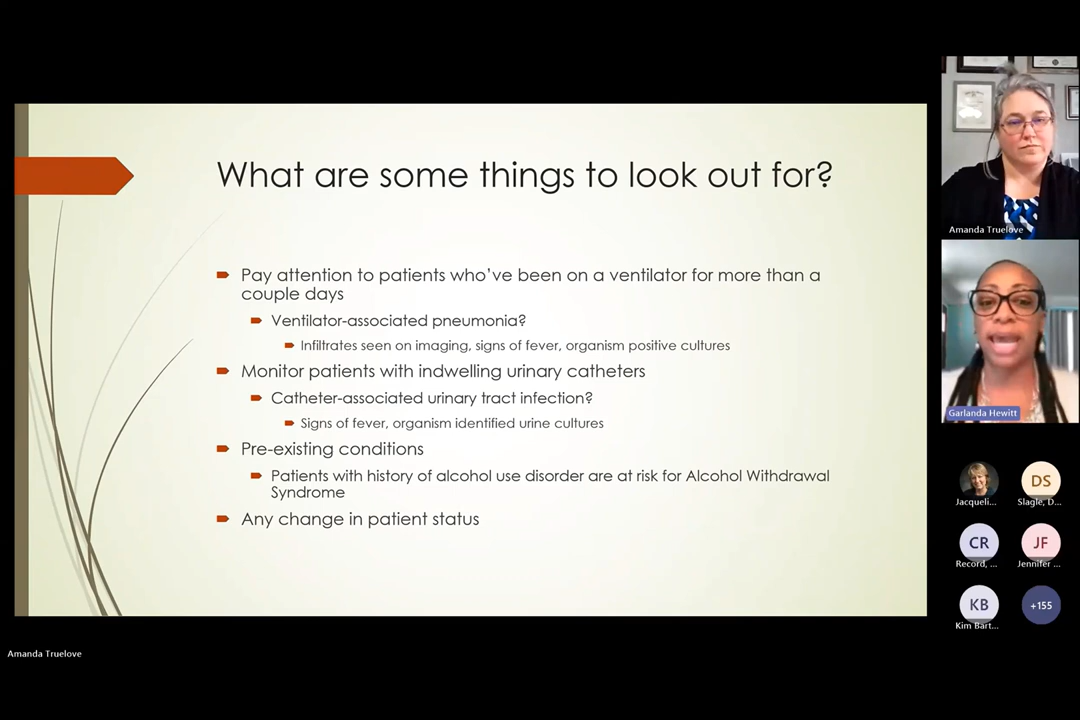 What are some things to look out for?
Pay attention to patients who’ve been on a ventilator for more than a
couple days
Ventilator-associated pneumonia?
Infiltrates seen on imaging, signs of fever, organism positive cultures
Monitor patients with indwelling urinary catheters
Catheter-associated urinary tract infection?
Signs of fever, organism identified urine cultures
Pre-existing conditions
Patients with history of alcohol use disorder are at risk for Alcohol Withdrawal
Syndrome
Any change in patient status
Amanda Truelove
Garlanda Hewitt
Jacqueli...
DS
Slagle, D...
CR
Record, ...
JF
Jennifer ...
KB
Kim Bart...
+155
Amanda Truelove